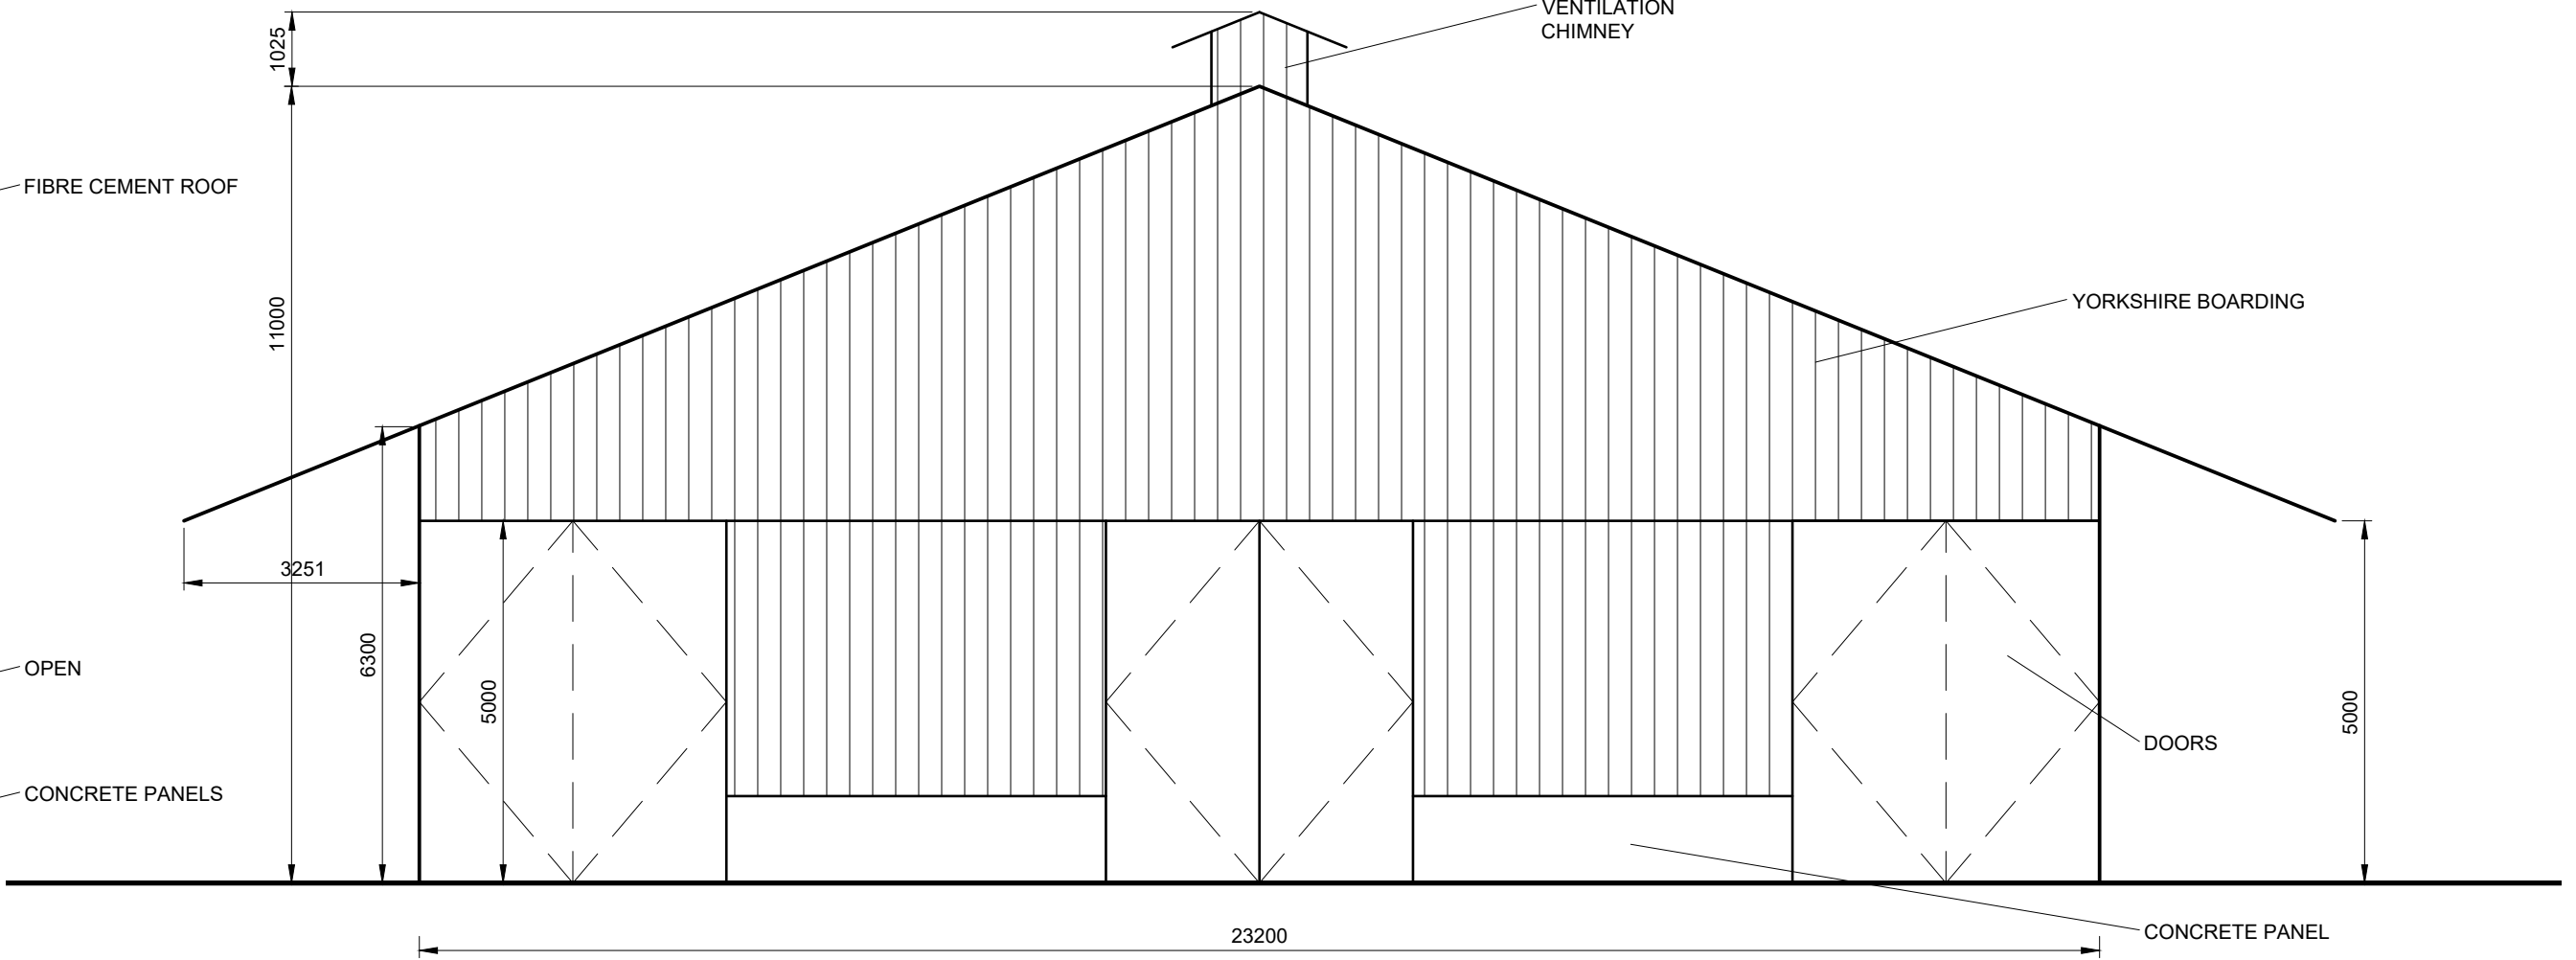 VENTILATION
CHIMNEY
1025
FIBRE CEMENT ROOF
11000
YORKSHIRE BOARDING
3251
6300
OPEN
5000
5000
DOORS
CONCRETE PANELS
23200
CONCRETE PANEL